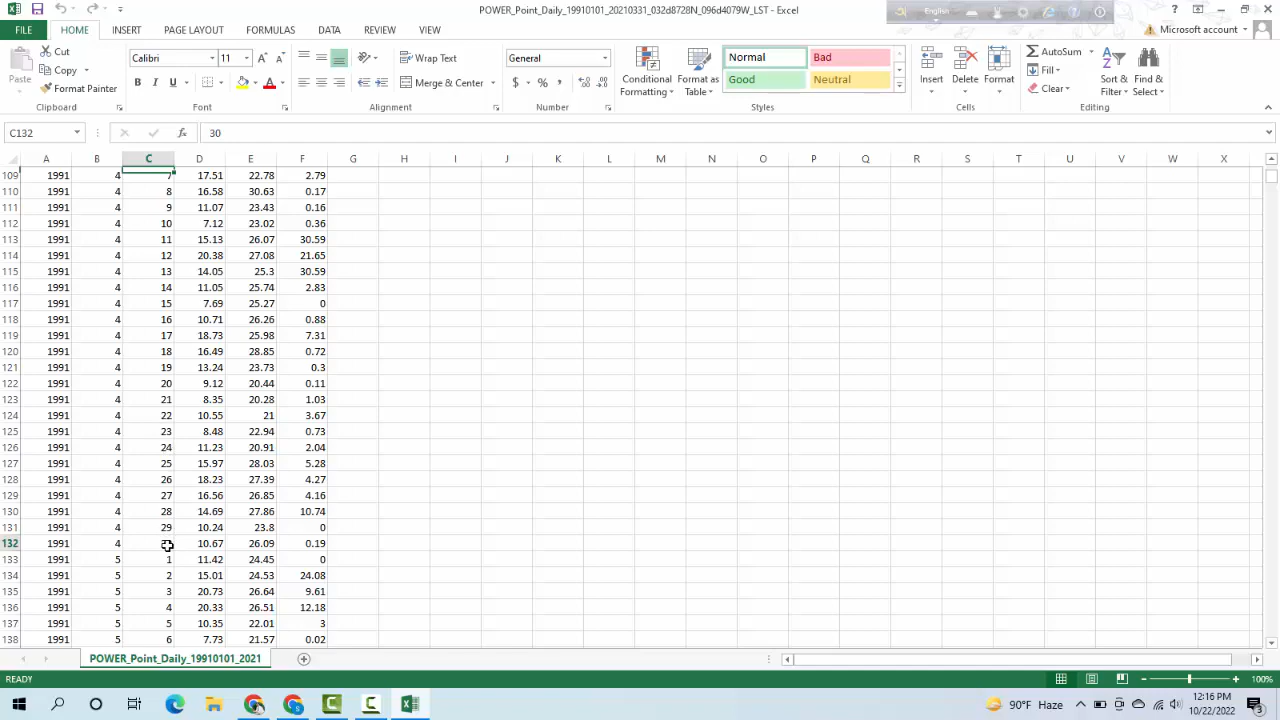 POWER_Point_Daily_19910101_20210331_032d8728N_096d4079W_LST - Excel
English
Microsoft account
FILE HOME INSERT PAGE LAYOUT FORMULAS DATA REVIEW VIEW
Paste
Cut
Copy
Format Painter
Clipboard
Calibri 11
B I U
Font
Wrap Text
Merge & Center
Alignment
General
$ % ,
Number
Conditional Formatting
Format as Table
Normal Bad
Good Neutral
Styles
Insert Delete Format
Cells
AutoSum
Fill
Clear
Sort & Filter
Find & Select
Editing
C132 fx 30
A B C D E F G H I J K L M N O P Q R S T U V W X
109 1991 4 7 17.51 22.78 2.79
110 1991 4 8 16.58 30.63 0.17
111 1991 4 9 11.07 23.43 0.16
112 1991 4 10 7.12 23.02 0.36
113 1991 4 11 15.13 26.07 30.59
114 1991 4 12 20.38 27.08 21.65
115 1991 4 13 14.05 25.3 30.59
116 1991 4 14 11.05 25.74 2.83
117 1991 4 15 7.69 25.27 0
118 1991 4 16 10.71 26.26 0.88
119 1991 4 17 18.73 25.98 7.31
120 1991 4 18 16.49 28.85 0.72
121 1991 4 19 13.24 23.73 0.3
122 1991 4 20 9.12 20.44 0.11
123 1991 4 21 8.35 20.28 1.03
124 1991 4 22 10.55 21 3.67
125 1991 4 23 8.48 22.94 0.73
126 1991 4 24 11.23 20.91 2.04
127 1991 4 25 15.97 28.03 5.28
128 1991 4 26 18.23 27.39 4.27
129 1991 4 27 16.56 26.85 4.16
130 1991 4 28 14.69 27.86 10.74
131 1991 4 29 10.24 23.8 0
132 1991 4 10.67 26.09 0.19
133 1991 5 1 11.42 24.45 0
134 1991 5 2 15.01 24.53 24.08
135 1991 5 3 20.73 26.64 9.61
136 1991 5 4 20.33 26.51 12.18
137 1991 5 5 10.35 22.01 3
138 1991 5 6 7.73 21.57 0.02
POWER_Point_Daily_19910101_2021
READY
100%
90°F Haze
12:16 PM
10/22/2022
3